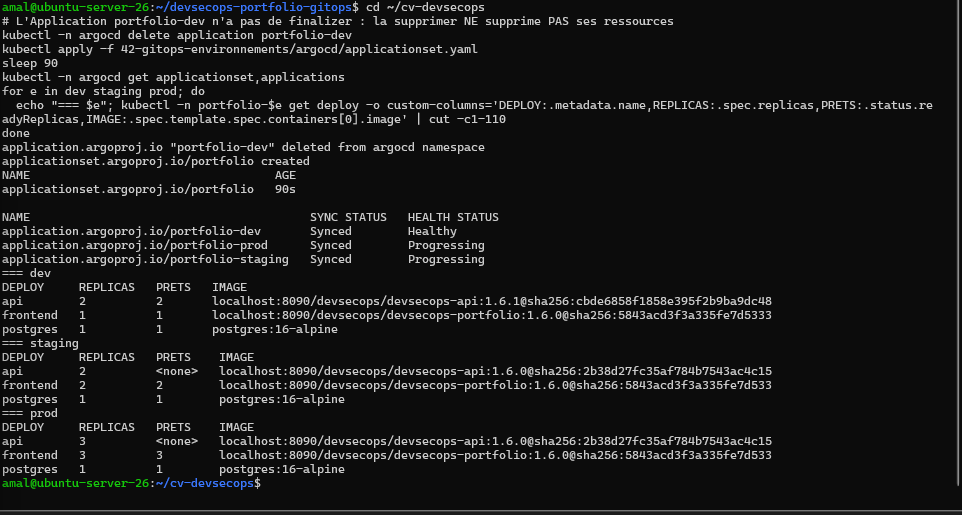 amal@ubuntu-server-26:~/devsecops-portfolio-gitops$ cd ~/cv-devsecops
# L'Application portfolio-dev n'a pas de finalizer : la supprimer NE supprime PAS ses ressources
kubectl -n argocd delete application portfolio-dev
kubectl apply -f 42-gitops-environnements/argocd/applicationset.yaml
sleep 90
kubectl -n argocd get applicationset,applications
for e in dev staging prod; do
  echo "=== $e"; kubectl -n portfolio-$e get deploy -o custom-columns='DEPLOY:.metadata.name,REPLICAS:.spec.replicas,PRETS:.status.re
adyReplicas,IMAGE:.spec.template.spec.containers[0].image' | cut -c1-110
done
application.argoproj.io "portfolio-dev" deleted from argocd namespace
applicationset.argoproj.io/portfolio created
NAME                                   AGE
applicationset.argoproj.io/portfolio   90s

NAME                                        SYNC STATUS   HEALTH STATUS
application.argoproj.io/portfolio-dev       Synced        Healthy
application.argoproj.io/portfolio-prod      Synced        Progressing
application.argoproj.io/portfolio-staging   Synced        Progressing
=== dev
DEPLOY     REPLICAS   PRETS   IMAGE
api        2          2       localhost:8090/devsecops/devsecops-api:1.6.1@sha256:cbde6858f1858e395f2b9ba9dc48
frontend   1          1       localhost:8090/devsecops/devsecops-portfolio:1.6.0@sha256:5843acd3f3a335fe7d5333
postgres   1          1       postgres:16-alpine
=== staging
DEPLOY     REPLICAS   PRETS    IMAGE
api        2          <none>   localhost:8090/devsecops/devsecops-api:1.6.0@sha256:2b38d27fc35af784b7543ac4c15
frontend   2          2        localhost:8090/devsecops/devsecops-portfolio:1.6.0@sha256:5843acd3f3a335fe7d533
postgres   1          1        postgres:16-alpine
=== prod
DEPLOY     REPLICAS   PRETS    IMAGE
api        3          <none>   localhost:8090/devsecops/devsecops-api:1.6.0@sha256:2b38d27fc35af784b7543ac4c15
frontend   3          3        localhost:8090/devsecops/devsecops-portfolio:1.6.0@sha256:5843acd3f3a335fe7d533
postgres   1          1        postgres:16-alpine
amal@ubuntu-server-26:~/cv-devsecops$